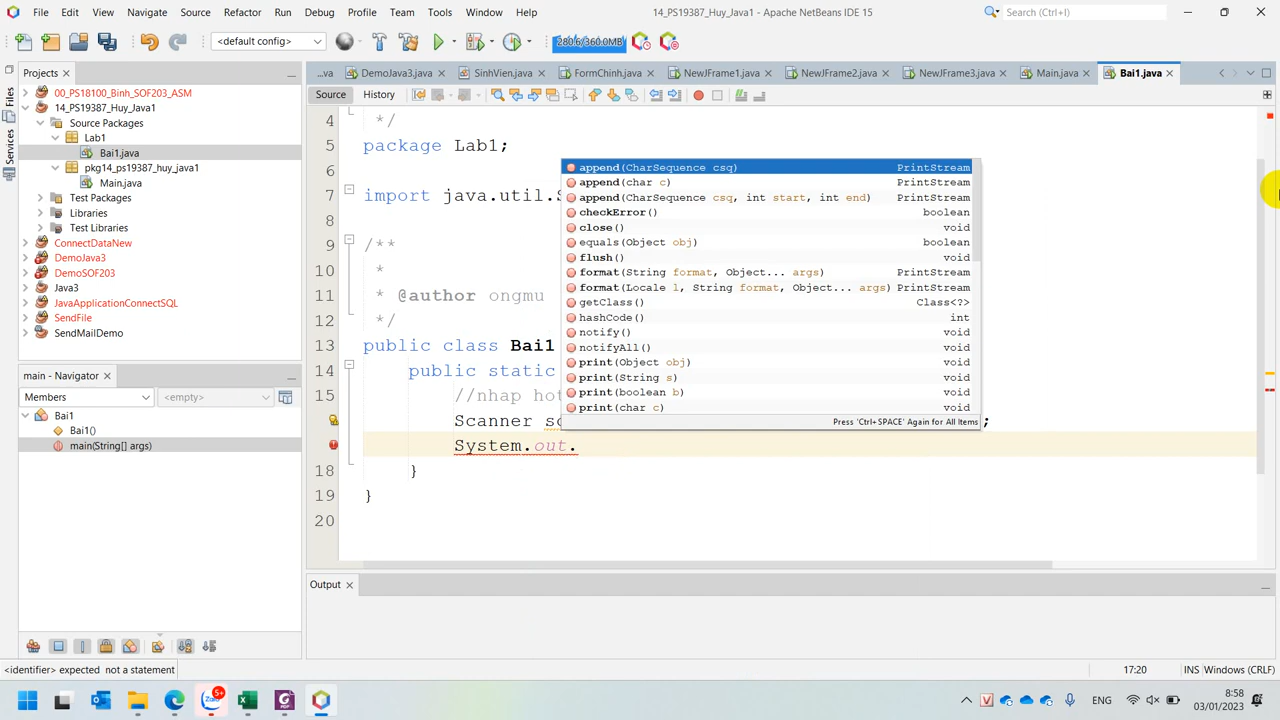 File Edit View Navigate Source Refactor Run Debug Profile Team Tools Window Help
14_PS19387_Huy_Java1 - Apache NetBeans IDE 15
Search (Ctrl+I)
<default config>
280.6/360.0MB
Projects
...va DemoJava3.java SinhVien.java FormChinh.java NewJFrame1.java NewJFrame2.java NewJFrame3.java Main.java Bai1.java
Source History
Files
Services
00_PS18100_Binh_SOF203_ASM
14_PS19387_Huy_Java1
Source Packages
Lab1
Bai1.java
pkg14_ps19387_huy_java1
Main.java
Test Packages
Libraries
Test Libraries
ConnectDataNew
DemoJava3
DemoSOF203
Java3
JavaApplicationConnectSQL
SendFile
SendMailDemo
main - Navigator
Members
<empty>
Bai1
Bai1()
main(String[] args)
4 */
5 package Lab1;
6
7 import java.util.S
8
9 /**
10 *
11 * @author ongmu
12 */
13 public class Bai1
14 public static
15 //nhap hot
Scanner sc ;
System.out.
18 }
19 }
20
append(CharSequence csq) PrintStream
append(char c) PrintStream
append(CharSequence csq, int start, int end) PrintStream
checkError() boolean
close() void
equals(Object obj) boolean
flush() void
format(String format, Object... args) PrintStream
format(Locale l, String format, Object... args) PrintStream
getClass() Class<?>
hashCode() int
notify() void
notifyAll() void
print(Object obj) void
print(String s) void
print(boolean b) void
print(char c) void
Press 'Ctrl+SPACE' Again for All Items
Output
<identifier> expected not a statement
17:20 INS Windows (CRLF)
Zalo
5+
ENG
8:58
03/01/2023